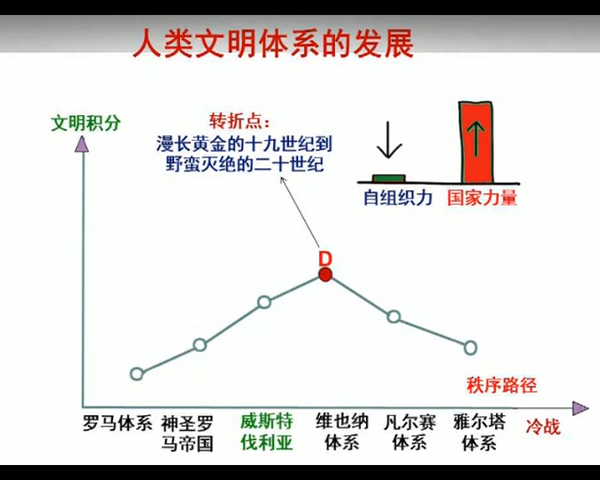 人类文明体系的发展
文明积分
转折点：
漫长黄金的十九世纪到
野蛮灭绝的二十世纪
自组织力
国家力量
D
秩序路径
罗马体系
神圣罗
马帝国
威斯特
伐利亚
维也纳
体系
凡尔赛
体系
雅尔塔
体系
冷战